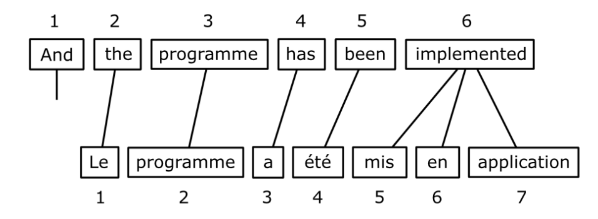 1 2 3 4 5 6
And the programme has been implemented
Le programme a été mis en application
1 2 3 4 5 6 7